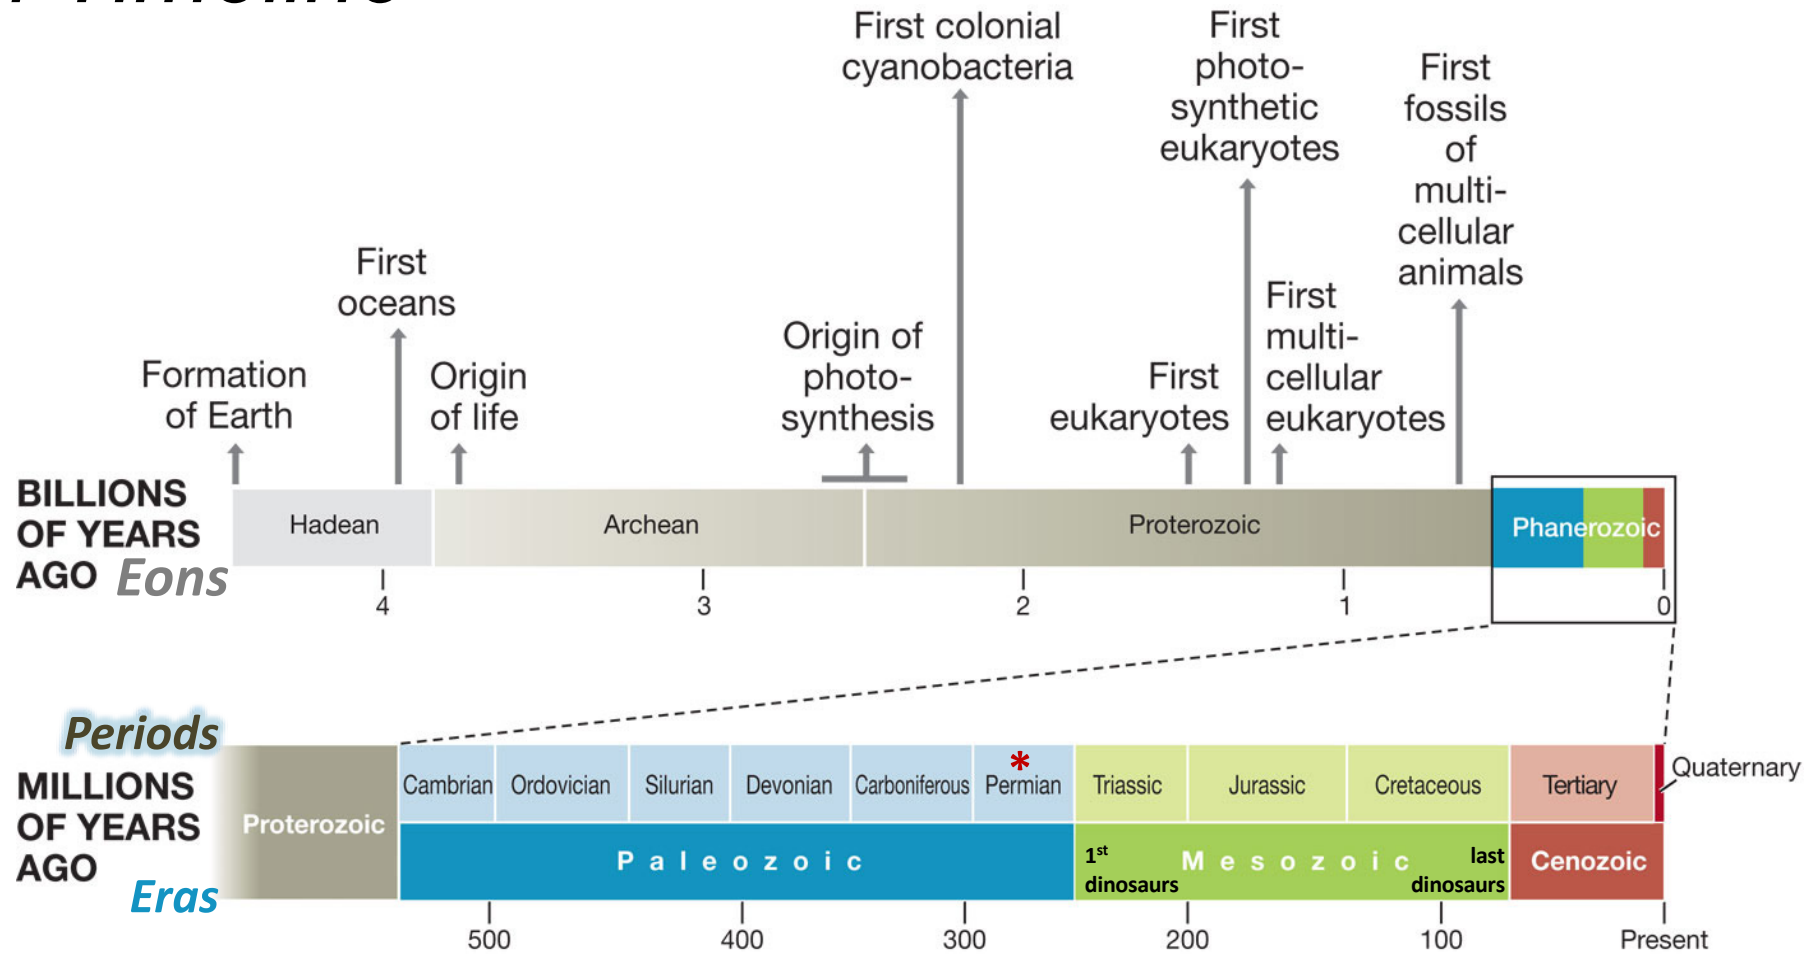 Timeline
First colonial
cyanobacteria
First
photo-
synthetic
eukaryotes
First
fossils
of
multi-
cellular
animals
First
oceans
First
multi-
cellular
eukaryotes
Origin of
photo-
synthesis
Formation
of Earth
Origin
of life
First
eukaryotes
BILLIONS
OF YEARS
AGO Eons
Hadean
Archean
Proterozoic
Phanerozoic
4
3
2
1
0
Periods
MILLIONS
OF YEARS
AGO
Eras
Proterozoic
Cambrian
Ordovician
Silurian
Devonian
Carboniferous
*
Permian
Triassic
Jurassic
Cretaceous
Tertiary
Quaternary
Paleozoic
1st
dinosaurs
Mesozoic
last
dinosaurs
Cenozoic
500
400
300
200
100
Present